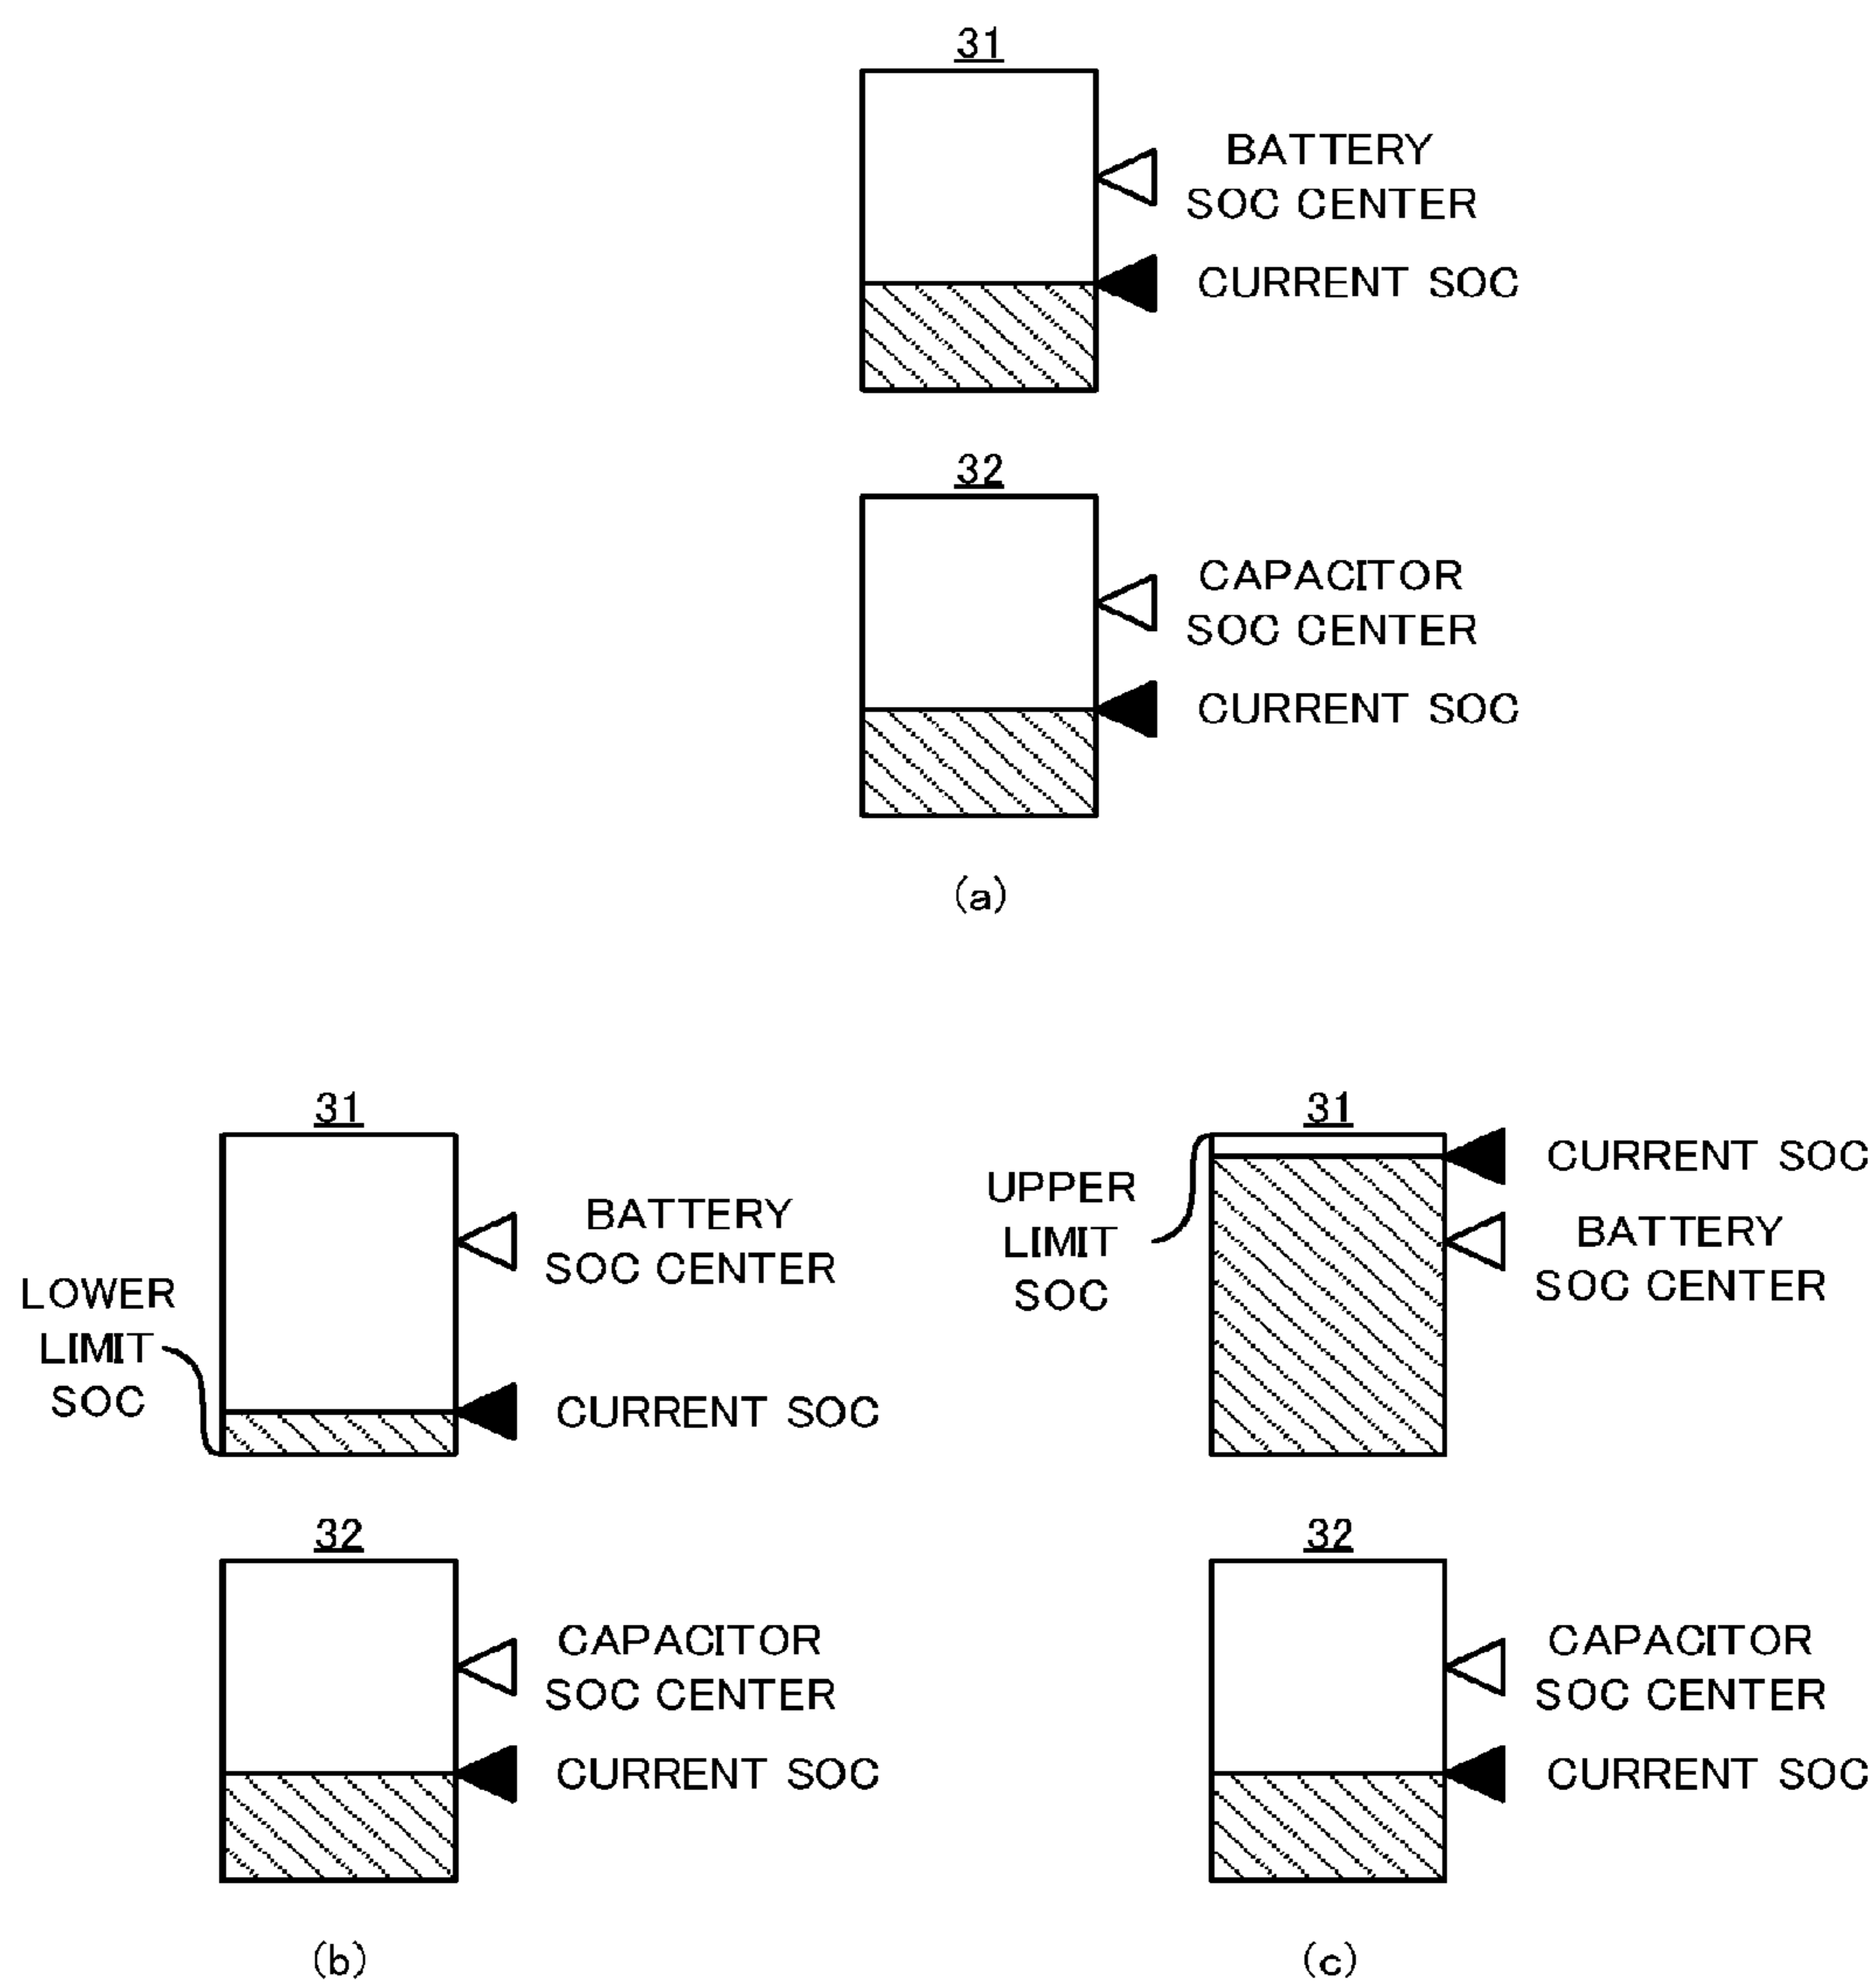 31
BATTERY
SOC CENTER
CURRENT SOC
32
CAPACITOR
SOC CENTER
CURRENT SOC
(a)
31
BATTERY
SOC CENTER
LOWER
LIMIT
SOC
CURRENT SOC
32
CAPACITOR
SOC CENTER
CURRENT SOC
(b)
31
CURRENT SOC
UPPER
LIMIT
SOC
BATTERY
SOC CENTER
32
CAPACITOR
SOC CENTER
CURRENT SOC
(c)